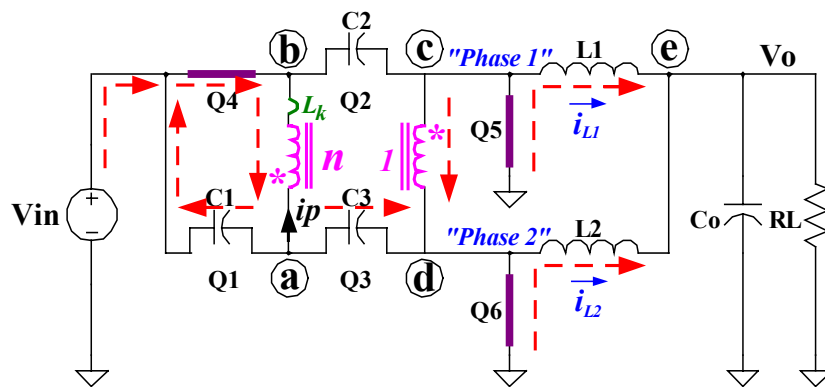 b C2 c "Phase 1" L1 e Vo
Q4 Lk Q2 Q5 iL1
* n 1 *
Vin + − C1 ip C3 "Phase 2" L2 Co RL
Q1 a Q3 d Q6 iL2